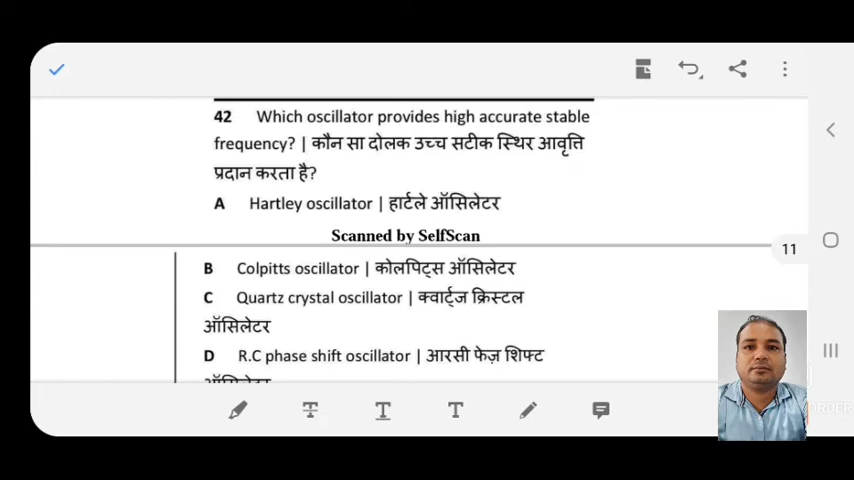 42 Which oscillator provides high accurate stable
frequency? | कौन सा दोलक उच्च सटीक स्थिर आवृत्ति
प्रदान करता है?
A Hartley oscillator | हार्टले ऑसिलेटर
Scanned by SelfScan
11
B Colpitts oscillator | कोलपिट्स ऑसिलेटर
C Quartz crystal oscillator | क्वार्ट्ज क्रिस्टल
ऑसिलेटर
D R.C phase shift oscillator | आरसी फेज़ शिफ्ट
ऑसिलेटर